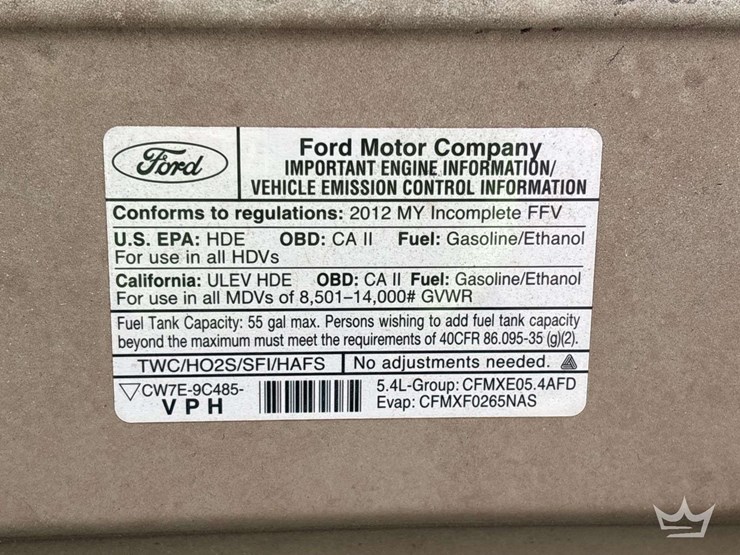 Ford
Ford Motor Company
IMPORTANT ENGINE INFORMATION/
VEHICLE EMISSION CONTROL INFORMATION
Conforms to regulations: 2012 MY Incomplete FFV
U.S. EPA: HDE OBD: CA II Fuel: Gasoline/Ethanol
For use in all HDVs
California: ULEV HDE OBD: CA II Fuel: Gasoline/Ethanol
For use in all MDVs of 8,501–14,000# GVWR
Fuel Tank Capacity: 55 gal max. Persons wishing to add fuel tank capacity
beyond the maximum must meet the requirements of 40CFR 86.095-35 (g)(2).
TWC/HO2S/SFI/HAFS No adjustments needed.
CW7E-9C485-
VPH
5.4L-Group: CFMXE05.4AFD
Evap: CFMXF0265NAS